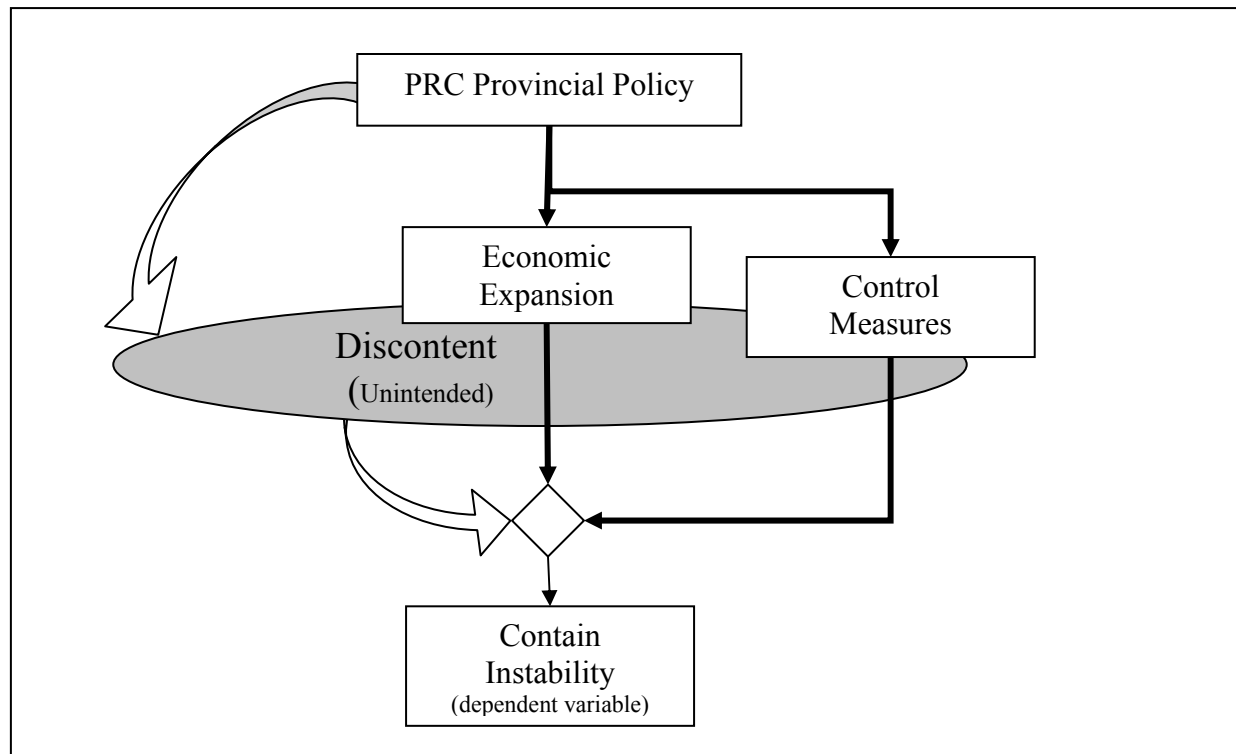 PRC Provincial Policy
Economic
Expansion
Control
Measures
Discontent
(Unintended)
Contain
Instability
(dependent variable)